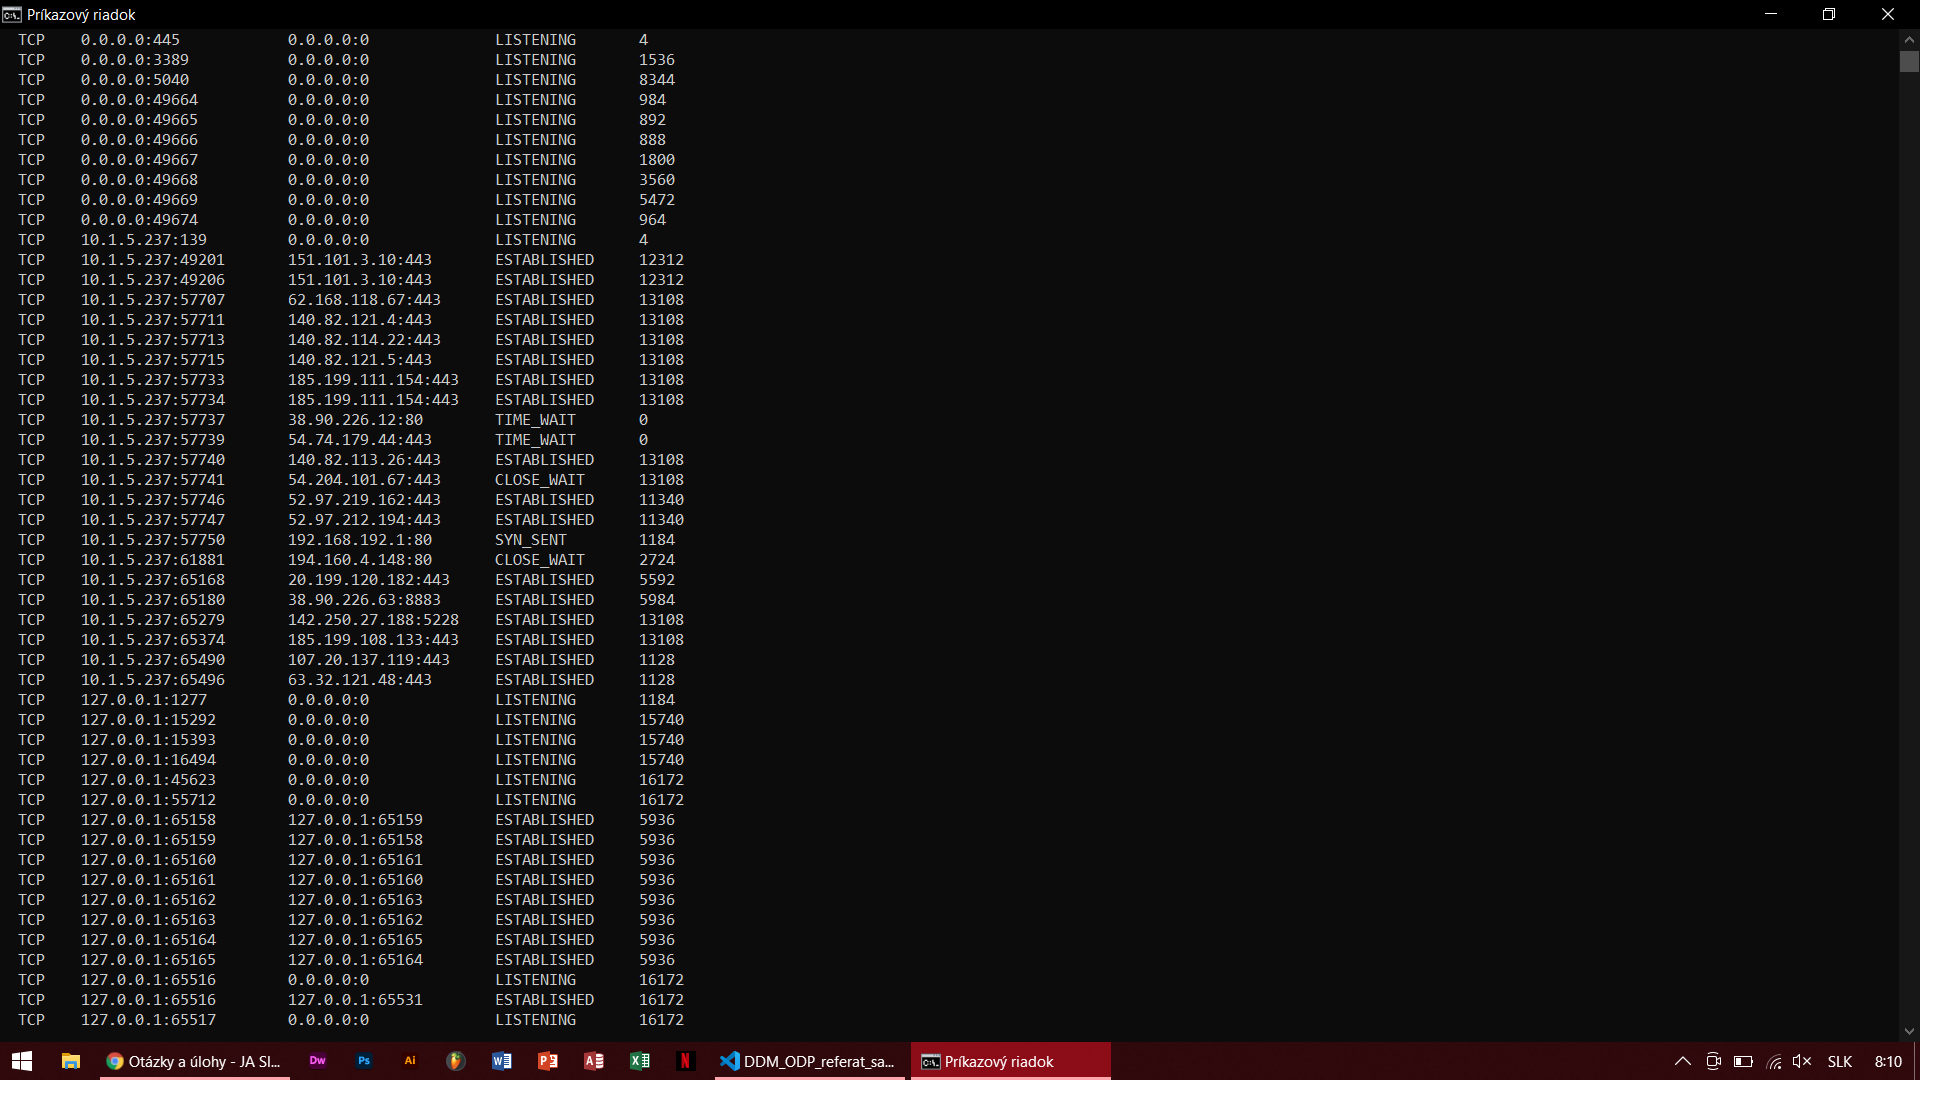 Príkazový riadok
TCP 0.0.0.0:445 0.0.0.0:0 LISTENING 4
TCP 0.0.0.0:3389 0.0.0.0:0 LISTENING 1536
TCP 0.0.0.0:5040 0.0.0.0:0 LISTENING 8344
TCP 0.0.0.0:49664 0.0.0.0:0 LISTENING 984
TCP 0.0.0.0:49665 0.0.0.0:0 LISTENING 892
TCP 0.0.0.0:49666 0.0.0.0:0 LISTENING 888
TCP 0.0.0.0:49667 0.0.0.0:0 LISTENING 1800
TCP 0.0.0.0:49668 0.0.0.0:0 LISTENING 3560
TCP 0.0.0.0:49669 0.0.0.0:0 LISTENING 5472
TCP 0.0.0.0:49674 0.0.0.0:0 LISTENING 964
TCP 10.1.5.237:139 0.0.0.0:0 LISTENING 4
TCP 10.1.5.237:49201 151.101.3.10:443 ESTABLISHED 12312
TCP 10.1.5.237:49206 151.101.3.10:443 ESTABLISHED 12312
TCP 10.1.5.237:57707 62.168.118.67:443 ESTABLISHED 13108
TCP 10.1.5.237:57711 140.82.121.4:443 ESTABLISHED 13108
TCP 10.1.5.237:57713 140.82.114.22:443 ESTABLISHED 13108
TCP 10.1.5.237:57715 140.82.121.5:443 ESTABLISHED 13108
TCP 10.1.5.237:57733 185.199.111.154:443 ESTABLISHED 13108
TCP 10.1.5.237:57734 185.199.111.154:443 ESTABLISHED 13108
TCP 10.1.5.237:57737 38.90.226.12:80 TIME_WAIT 0
TCP 10.1.5.237:57739 54.74.179.44:443 TIME_WAIT 0
TCP 10.1.5.237:57740 140.82.113.26:443 ESTABLISHED 13108
TCP 10.1.5.237:57741 54.204.101.67:443 CLOSE_WAIT 13108
TCP 10.1.5.237:57746 52.97.219.162:443 ESTABLISHED 11340
TCP 10.1.5.237:57747 52.97.212.194:443 ESTABLISHED 11340
TCP 10.1.5.237:57750 192.168.192.1:80 SYN_SENT 1184
TCP 10.1.5.237:61881 194.160.4.148:80 CLOSE_WAIT 2724
TCP 10.1.5.237:65168 20.199.120.182:443 ESTABLISHED 5592
TCP 10.1.5.237:65180 38.90.226.63:8883 ESTABLISHED 5984
TCP 10.1.5.237:65279 142.250.27.188:5228 ESTABLISHED 13108
TCP 10.1.5.237:65374 185.199.108.133:443 ESTABLISHED 13108
TCP 10.1.5.237:65490 107.20.137.119:443 ESTABLISHED 1128
TCP 10.1.5.237:65496 63.32.121.48:443 ESTABLISHED 1128
TCP 127.0.0.1:1277 0.0.0.0:0 LISTENING 1184
TCP 127.0.0.1:15292 0.0.0.0:0 LISTENING 15740
TCP 127.0.0.1:15393 0.0.0.0:0 LISTENING 15740
TCP 127.0.0.1:16494 0.0.0.0:0 LISTENING 15740
TCP 127.0.0.1:45623 0.0.0.0:0 LISTENING 16172
TCP 127.0.0.1:55712 0.0.0.0:0 LISTENING 16172
TCP 127.0.0.1:65158 127.0.0.1:65159 ESTABLISHED 5936
TCP 127.0.0.1:65159 127.0.0.1:65158 ESTABLISHED 5936
TCP 127.0.0.1:65160 127.0.0.1:65161 ESTABLISHED 5936
TCP 127.0.0.1:65161 127.0.0.1:65160 ESTABLISHED 5936
TCP 127.0.0.1:65162 127.0.0.1:65163 ESTABLISHED 5936
TCP 127.0.0.1:65163 127.0.0.1:65162 ESTABLISHED 5936
TCP 127.0.0.1:65164 127.0.0.1:65165 ESTABLISHED 5936
TCP 127.0.0.1:65165 127.0.0.1:65164 ESTABLISHED 5936
TCP 127.0.0.1:65516 0.0.0.0:0 LISTENING 16172
TCP 127.0.0.1:65516 127.0.0.1:65531 ESTABLISHED 16172
TCP 127.0.0.1:65517 0.0.0.0:0 LISTENING 16172
Otázky a úlohy - JA Sl... Dw Ps Ai DDM_ODP_referat_sa... Príkazový riadok SLK 8:10